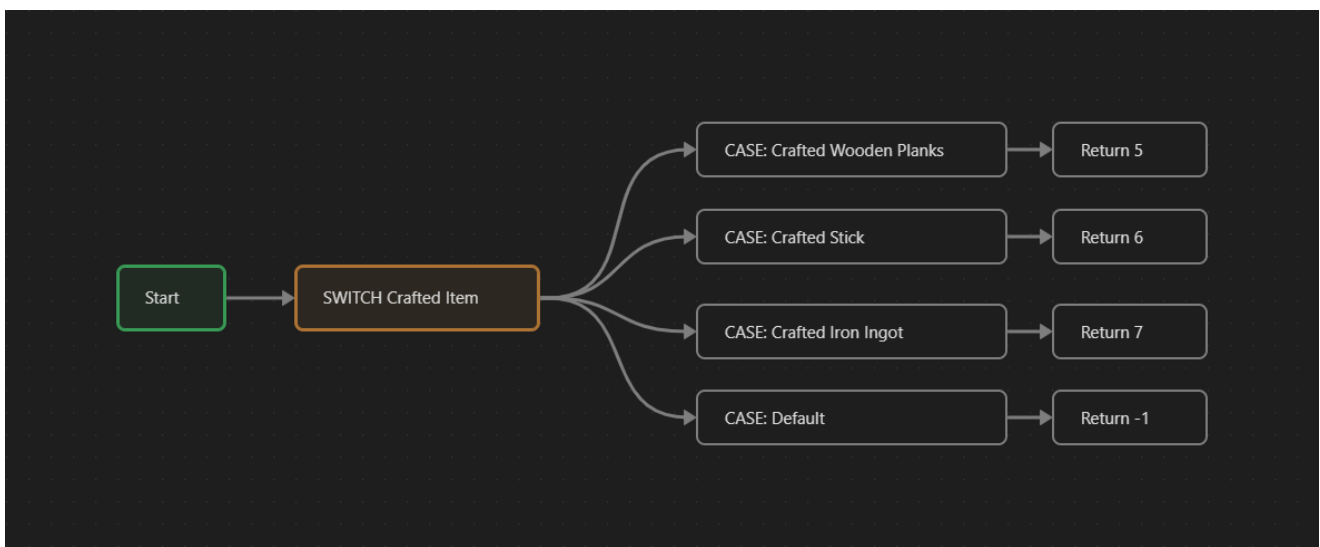 Start
SWITCH Crafted Item
CASE: Crafted Wooden Planks
Return 5
CASE: Crafted Stick
Return 6
CASE: Crafted Iron Ingot
Return 7
CASE: Default
Return -1